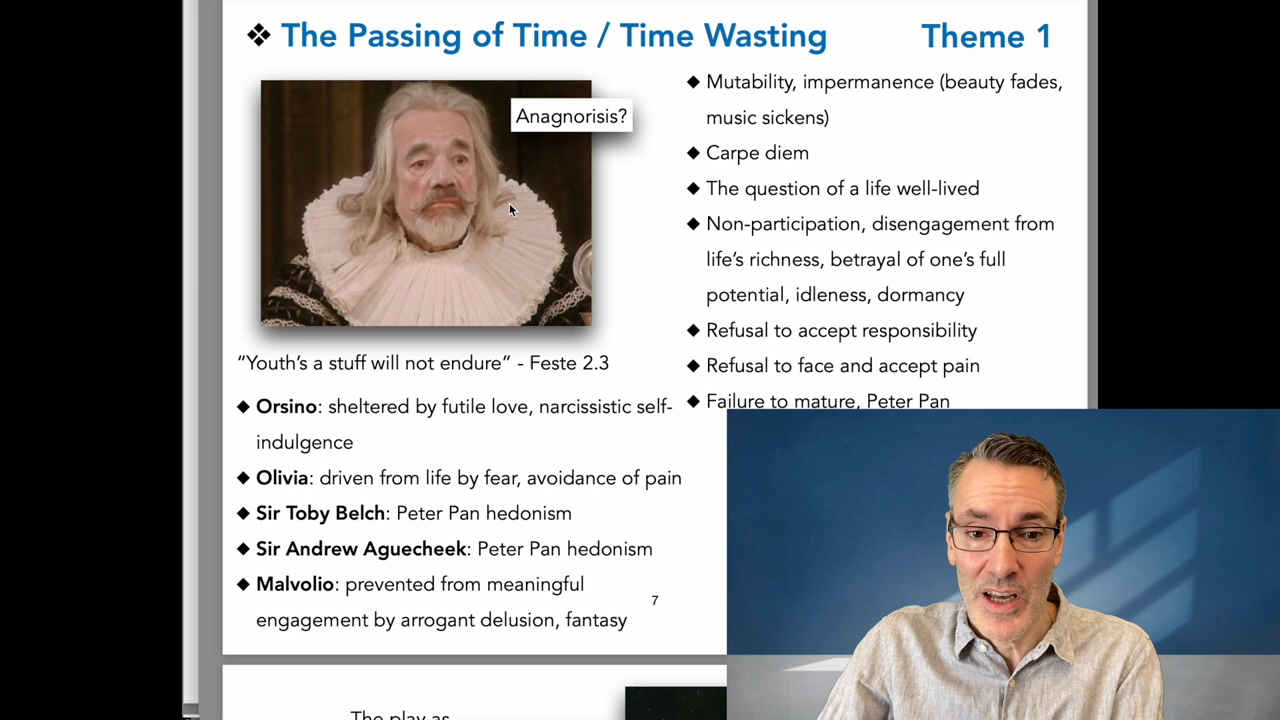 ❖ The Passing of Time / Time Wasting
Theme 1
Anagnorisis?
"Youth's a stuff will not endure" - Feste 2.3
◆ Orsino: sheltered by futile love, narcissistic self-
indulgence
◆ Olivia: driven from life by fear, avoidance of pain
◆ Sir Toby Belch: Peter Pan hedonism
◆ Sir Andrew Aguecheek: Peter Pan hedonism
◆ Malvolio: prevented from meaningful
engagement by arrogant delusion, fantasy
◆ Mutability, impermanence (beauty fades,
music sickens)
◆ Carpe diem
◆ The question of a life well-lived
◆ Non-participation, disengagement from
life's richness, betrayal of one's full
potential, idleness, dormancy
◆ Refusal to accept responsibility
◆ Refusal to face and accept pain
◆ Failure to mature, Peter Pan
7
The play as